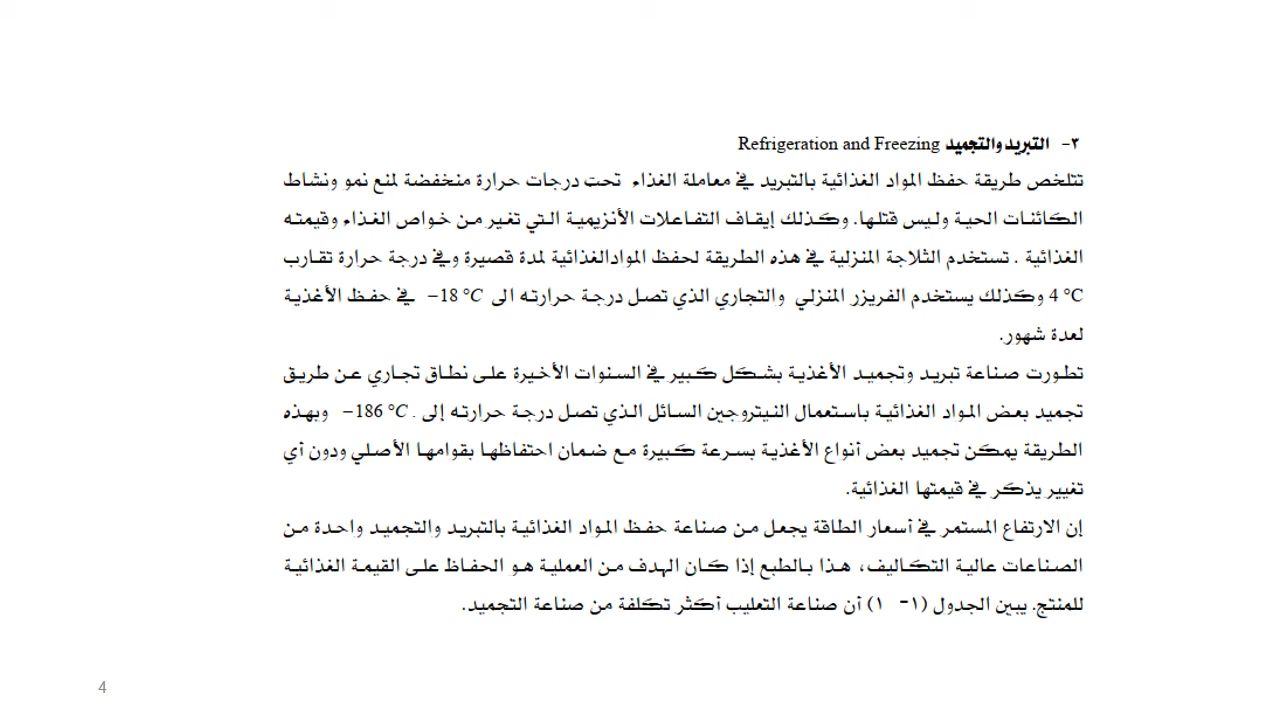 ٣- التبريد والتجميد Refrigeration and Freezing
تتلخص طريقة حفظ المواد الغذائية بالتبريد في معاملة الغذاء تحت درجات حرارة منخفضة لمنع نمو ونشاط
الكائنات الحية وليس قتلها. وكذلك إيقاف التفاعلات الأنزيمية التي تغير من خواص الغذاء وقيمته
الغذائية . تستخدم الثلاجة المنزلية في هذه الطريقة لحفظ الموادالغذائية لمدة قصيرة وفي درجة حرارة تقارب
4 °C وكذلك يستخدم الفريزر المنزلي والتجاري الذي تصل درجة حرارته الى −18 °C في حفظ الأغذية
لعدة شهور.
تطورت صناعة تبريد وتجميد الأغذية بشكل كبير في السنوات الأخيرة على نطاق تجاري عن طريق
تجميد بعض المواد الغذائية باستعمال النيتروجين السائل الذي تصل درجة حرارته إلى . −186 °C وبهذه
الطريقة يمكن تجميد بعض أنواع الأغذية بسرعة كبيرة مع ضمان احتفاظها بقوامها الأصلي ودون أي
تغيير يذكر في قيمتها الغذائية.
إن الارتفاع المستمر في أسعار الطاقة يجعل من صناعة حفظ المواد الغذائية بالتبريد والتجميد واحدة من
الصناعات عالية التكاليف، هذا بالطبع إذا كان الهدف من العملية هو الحفاظ على القيمة الغذائية
للمنتج. يبين الجدول (١- ١) أن صناعة التعليب أكثر تكلفة من صناعة التجميد.
4